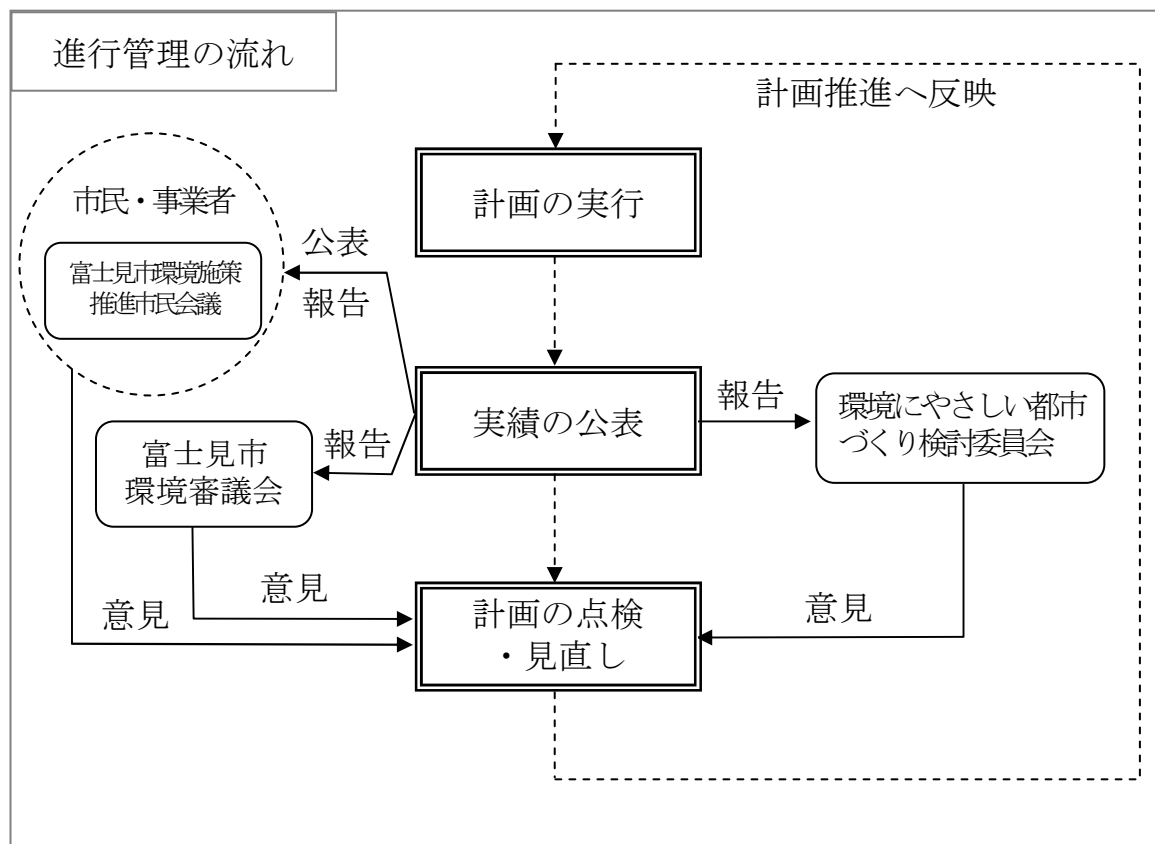 進行管理の流れ
計画推進へ反映
計画の実行
市民・事業者
公表
富士見市環境施策
推進市民会議
報告
実績の公表
報告
環境にやさしい都市
づくり検討委員会
報告
富士見市
環境審議会
意見
意見
計画の点検
・見直し
意見